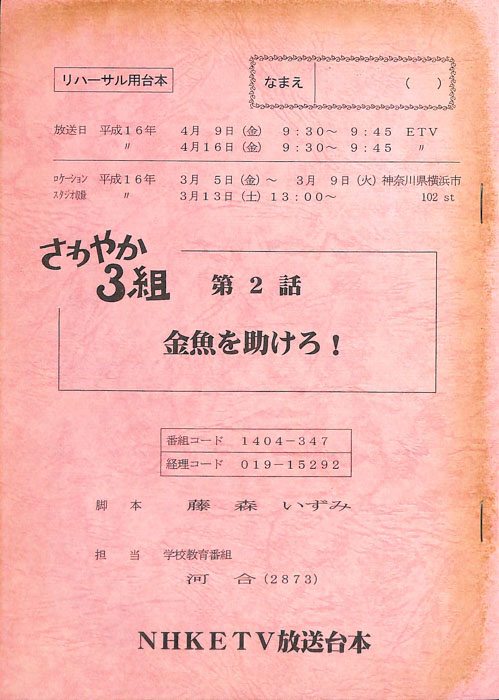 リハーサル用台本
なまえ （　　）
放送日　平成１６年　４月　９日（金）　９：３０～　９：４５　ＥＴＶ
〃　４月１６日（金）　９：３０～　９：４５　〃
ロケーション　平成１６年　３月　５日（金）～　３月　９日（火）神奈川県横浜市
スタジオ収録　〃　３月１３日（土）１３：００～　102 st
さわやか
３組　第２話
金魚を助けろ！
番組コード　１４０４－３４７
経理コード　０１９－１５２９２
脚本　藤森いずみ
担当　学校教育番組
河合（２８７３）
ＮＨＫＥＴＶ放送台本